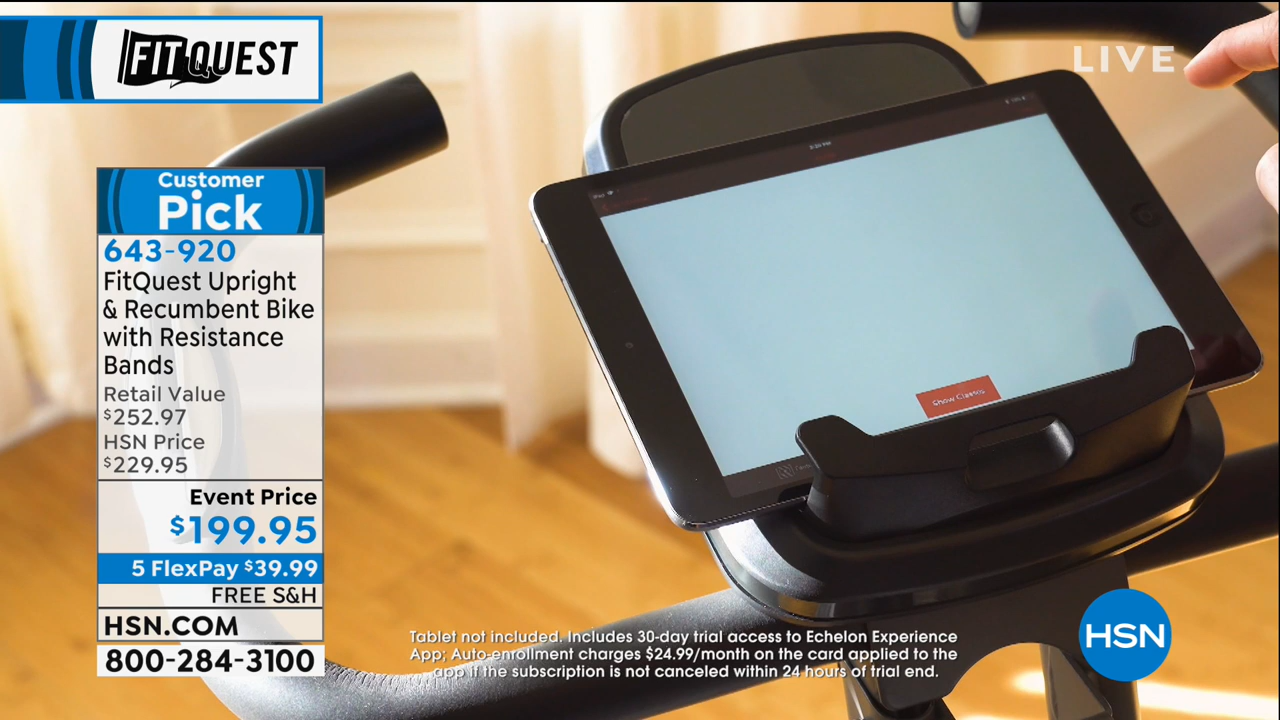 FITQUEST
LIVE
Customer
Pick
643-920
FitQuest Upright
& Recumbent Bike
with Resistance
Bands
Retail Value
$252.97
HSN Price
$229.95
Event Price
$199.95
5 FlexPay $39.99
FREE S&H
HSN.COM
800-284-3100
Show Classes
Tablet not included. Includes 30-day trial access to Echelon Experience
App; Auto-enrollment charges $24.99/month on the card applied to the
app if the subscription is not canceled within 24 hours of trial end.
HSN